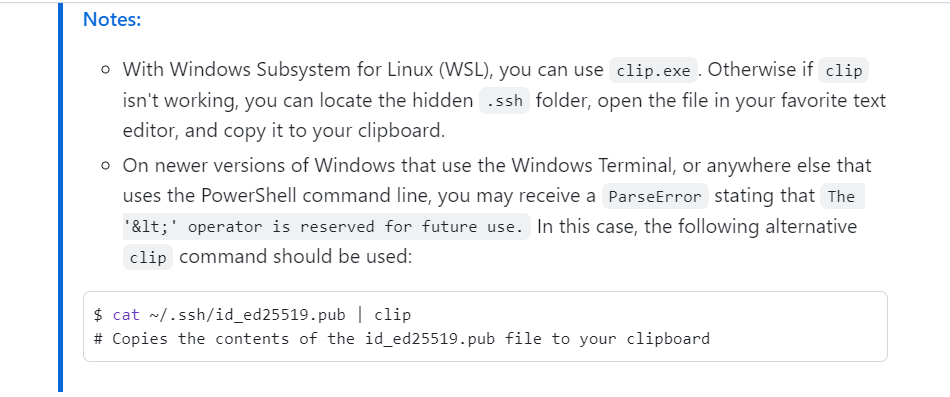 Notes:
With Windows Subsystem for Linux (WSL), you can use clip.exe . Otherwise if clip
isn't working, you can locate the hidden .ssh folder, open the file in your favorite text
editor, and copy it to your clipboard.
On newer versions of Windows that use the Windows Terminal, or anywhere else that
uses the PowerShell command line, you may receive a ParseError stating that The
'&lt;' operator is reserved for future use. In this case, the following alternative
clip command should be used:
$ cat ~/.ssh/id_ed25519.pub | clip
# Copies the contents of the id_ed25519.pub file to your clipboard